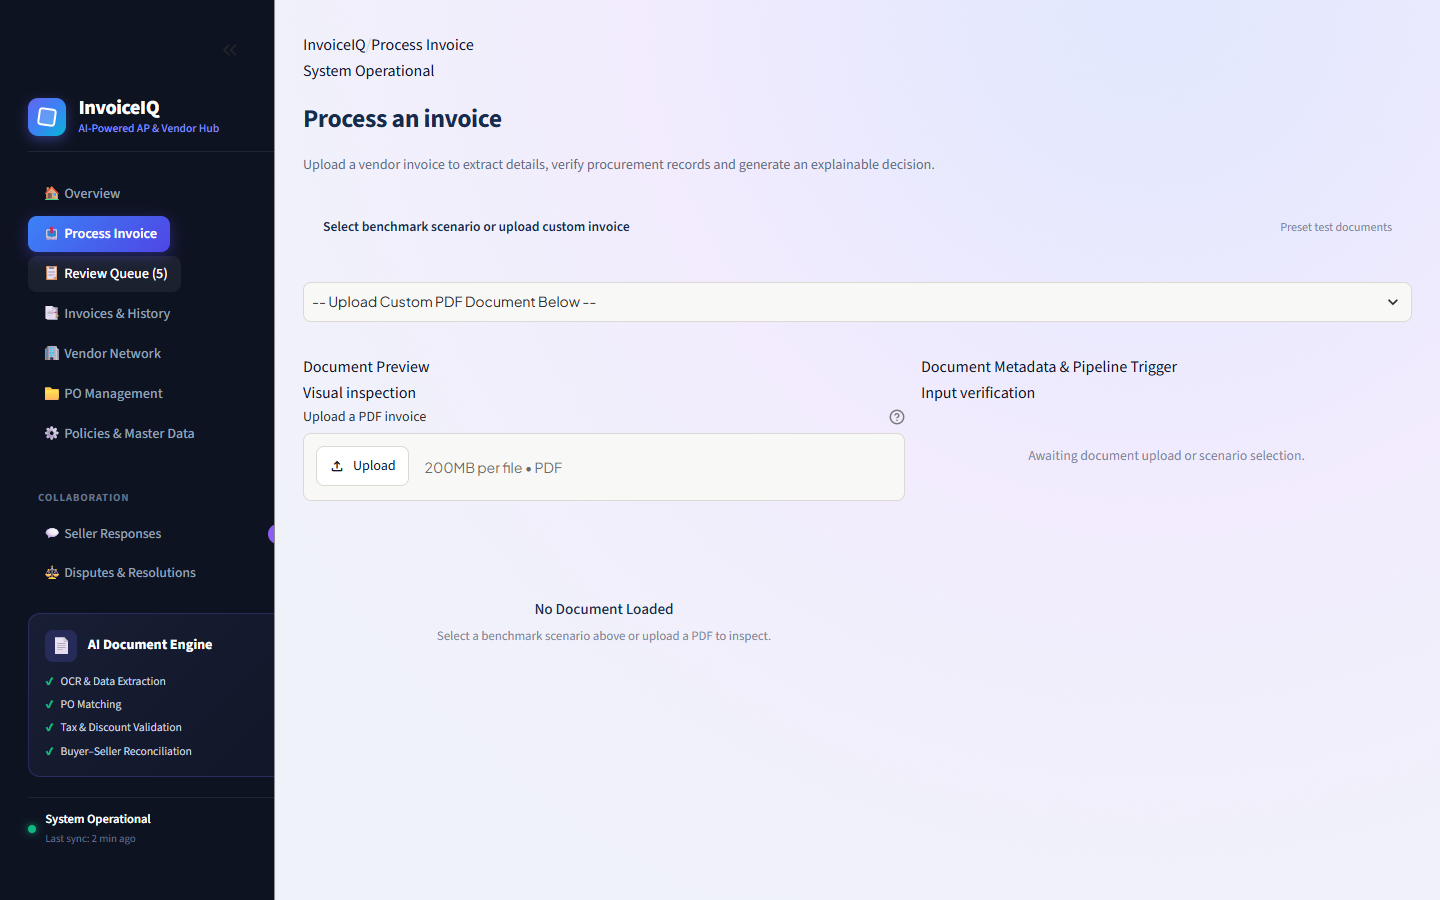 InvoiceIQ
AI-Powered AP & Vendor Hub
Overview
Process Invoice
Review Queue (5)
Invoices & History
Vendor Network
PO Management
Policies & Master Data
COLLABORATION
Seller Responses
Disputes & Resolutions
AI Document Engine
✓ OCR & Data Extraction
✓ PO Matching
✓ Tax & Discount Validation
✓ Buyer–Seller Reconciliation
System Operational
Last sync: 2 min ago
InvoiceIQ/Process Invoice
System Operational
Process an invoice
Upload a vendor invoice to extract details, verify procurement records and generate an explainable decision.
Select benchmark scenario or upload custom invoice
Preset test documents
-- Upload Custom PDF Document Below --
Document Preview
Visual inspection
Upload a PDF invoice
Upload
200MB per file • PDF
No Document Loaded
Select a benchmark scenario above or upload a PDF to inspect.
Document Metadata & Pipeline Trigger
Input verification
Awaiting document upload or scenario selection.